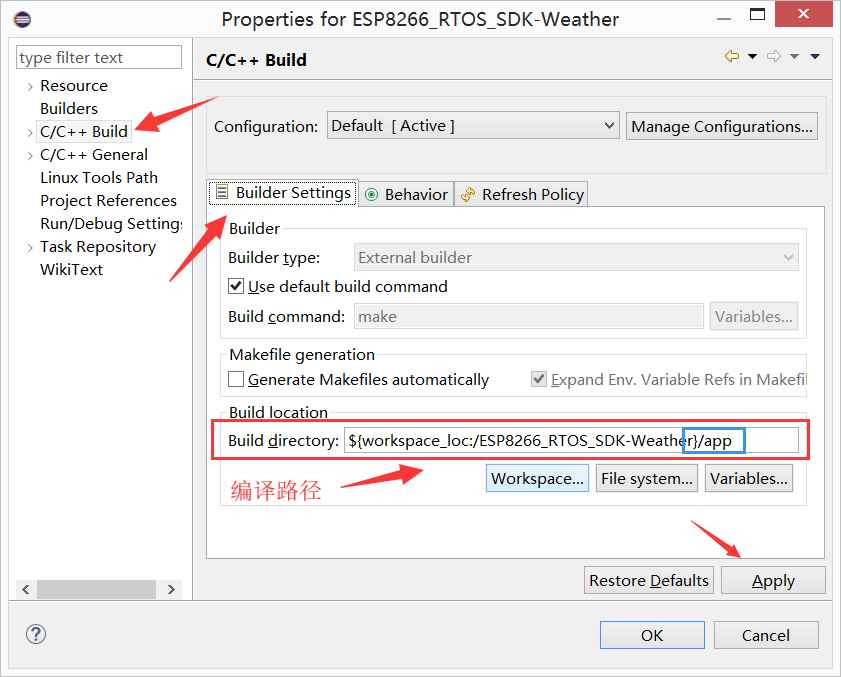 Properties for ESP8266_RTOS_SDK-Weather
type filter text
Resource
Builders
C/C++ Build
C/C++ General
Linux Tools Path
Project References
Run/Debug Settings
Task Repository
WikiText
C/C++ Build
Configuration: Default [ Active ] Manage Configurations...
Builder Settings Behavior Refresh Policy
Builder
Builder type: External builder
Use default build command
Build command: make Variables...
Makefile generation
Generate Makefiles automatically Expand Env. Variable Refs in Makefil
Build location
Build directory: ${workspace_loc:/ESP8266_RTOS_SDK-Weather}/app
编译路径
Workspace... File system... Variables...
Restore Defaults Apply
OK Cancel